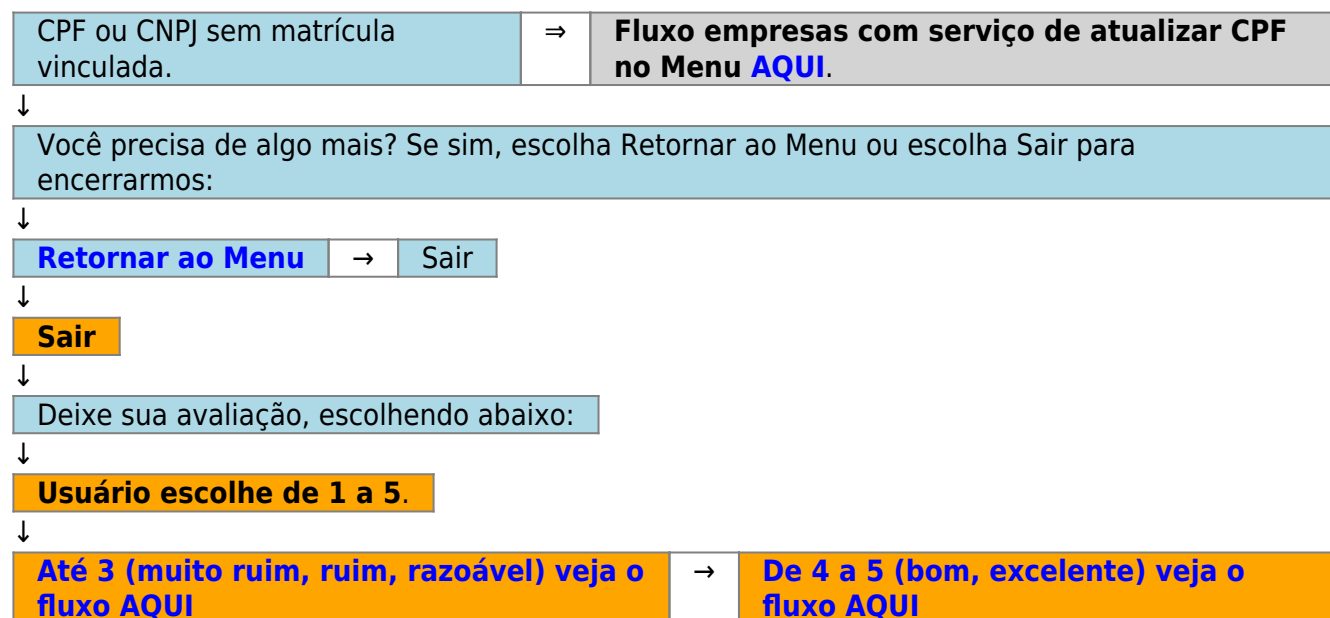 CPF ou CNPJ sem matrícula vinculada.
⇒
Fluxo empresas com serviço de atualizar CPF no Menu AQUI.
↓
Você precisa de algo mais? Se sim, escolha Retornar ao Menu ou escolha Sair para
encerrarmos:
↓
Retornar ao Menu → Sair
↓
Sair
↓
Deixe sua avaliação, escolhendo abaixo:
↓
Usuário escolhe de 1 a 5.
↓
Até 3 (muito ruim, ruim, razoável) veja o
fluxo AQUI
→
De 4 a 5 (bom, excelente) veja o
fluxo AQUI